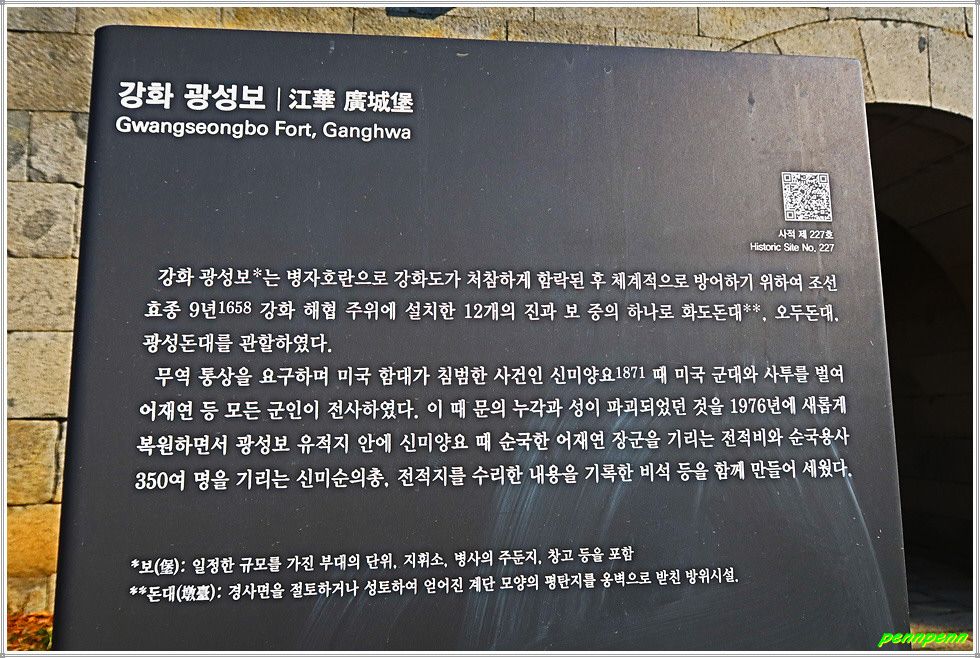 강화 광성보 | 江華 廣城堡
Gwangseongbo Fort, Ganghwa
사적 제 227호
Historic Site No. 227
강화 광성보*는 병자호란으로 강화도가 처참하게 함락된 후 체계적으로 방어하기 위하여 조선
효종 9년1658 강화 해협 주위에 설치한 12개의 진과 보 중의 하나로 화도돈대**, 오두돈대,
광성돈대를 관할하였다.
무역 통상을 요구하며 미국 함대가 침범한 사건인 신미양요1871 때 미국 군대와 사투를 벌여
어재연 등 모든 군인이 전사하였다. 이 때 문의 누각과 성이 파괴되었던 것을 1976년에 새롭게
복원하면서 광성보 유적지 안에 신미양요 때 순국한 어재연 장군을 기리는 전적비와 순국용사
350여 명을 기리는 신미순의총, 전적지를 수리한 내용을 기록한 비석 등을 함께 만들어 세웠다.
*보(堡): 일정한 규모를 가진 부대의 단위, 지휘소, 병사의 주둔지, 창고 등을 포함
**돈대(墩臺): 경사면을 절토하거나 성토하여 얻어진 계단 모양의 평탄지를 옹벽으로 받친 방위시설.
pennpenn